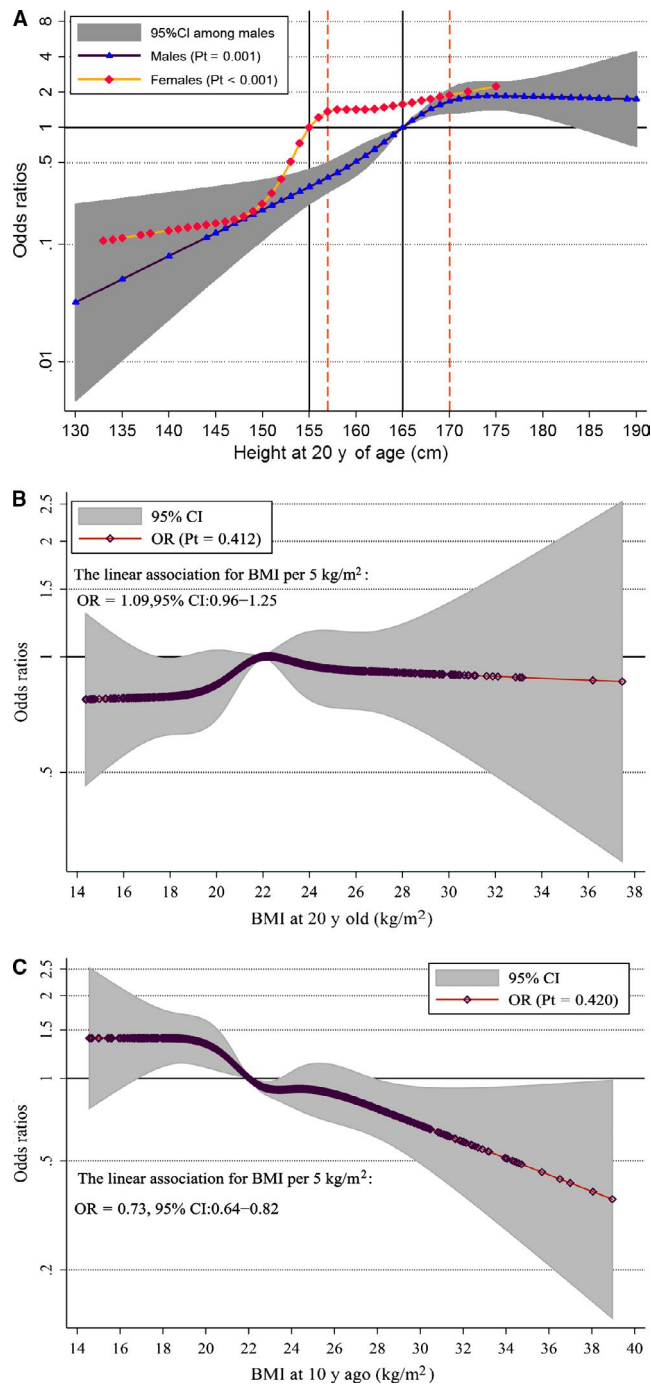 A
8
4
2
1
.5
.1
.01
Odds ratios
95%CI among males
Males (Pt = 0.001)
Females (Pt < 0.001)
130 135 140 145 150 155 160 165 170 175 180 185 190
Height at 20 y of age (cm)
B
2.5
2
1.5
1
.5
Odds ratios
95% CI
OR (Pt = 0.412)
The linear association for BMI per 5 kg/m²:
OR = 1.09,95% CI:0.96−1.25
14 16 18 20 22 24 26 28 30 32 34 36 38
BMI at 20 y old (kg/m²)
C
2.5
2
1.5
1
.5
.2
Odds ratios
95% CI
OR (Pt = 0.420)
The linear association for BMI per 5 kg/m²:
OR = 0.73, 95% CI:0.64−0.82
14 16 18 20 22 24 26 28 30 32 34 36 38 40
BMI at 10 y ago (kg/m²)